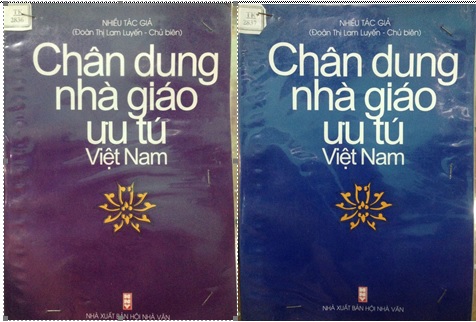 NHIỀU TÁC GIẢ
(Đoàn Thị Lam Luyến - Chủ biên)
Chân dung
nhà giáo
ưu tú
Việt Nam
NHÀ XUẤT BẢN HỘI NHÀ VĂN
NHIỀU TÁC GIẢ
(Đoàn Thị Lam Luyến - Chủ biên)
Chân dung
nhà giáo
ưu tú
Việt Nam
NHÀ XUẤT BẢN HỘI NHÀ VĂN